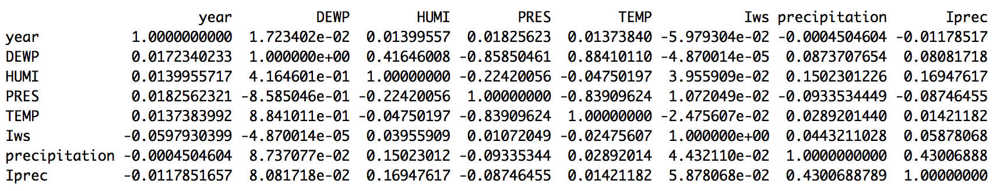 year DEWP HUMI PRES TEMP Iws precipitation Iprec
year 1.0000000000 1.723402e-02 0.01399557 0.01825623 0.01373840 -5.979304e-02 -0.0004504604 -0.01178517
DEWP 0.0172340233 1.000000e+00 0.41646008 -0.85850461 0.88410110 -4.870014e-05 0.0873707654 0.08081718
HUMI 0.0139955717 4.164601e-01 1.00000000 -0.22420056 -0.04750197 3.955909e-02 0.1502301226 0.16947617
PRES 0.0182562321 -8.585046e-01 -0.22420056 1.00000000 -0.83909624 1.072049e-02 -0.0933534449 -0.08746455
TEMP 0.0137383992 8.841011e-01 -0.04750197 -0.83909624 1.00000000 -2.475607e-02 0.0289201440 0.01421182
Iws -0.0597930399 -4.870014e-05 0.03955909 0.01072049 -0.02475607 1.000000e+00 0.0443211028 0.05878068
precipitation -0.0004504604 8.737077e-02 0.15023012 -0.09335344 0.02892014 4.432110e-02 1.0000000000 0.43006888
Iprec -0.0117851657 8.081718e-02 0.16947617 -0.08746455 0.01421182 5.878068e-02 0.4300688789 1.00000000